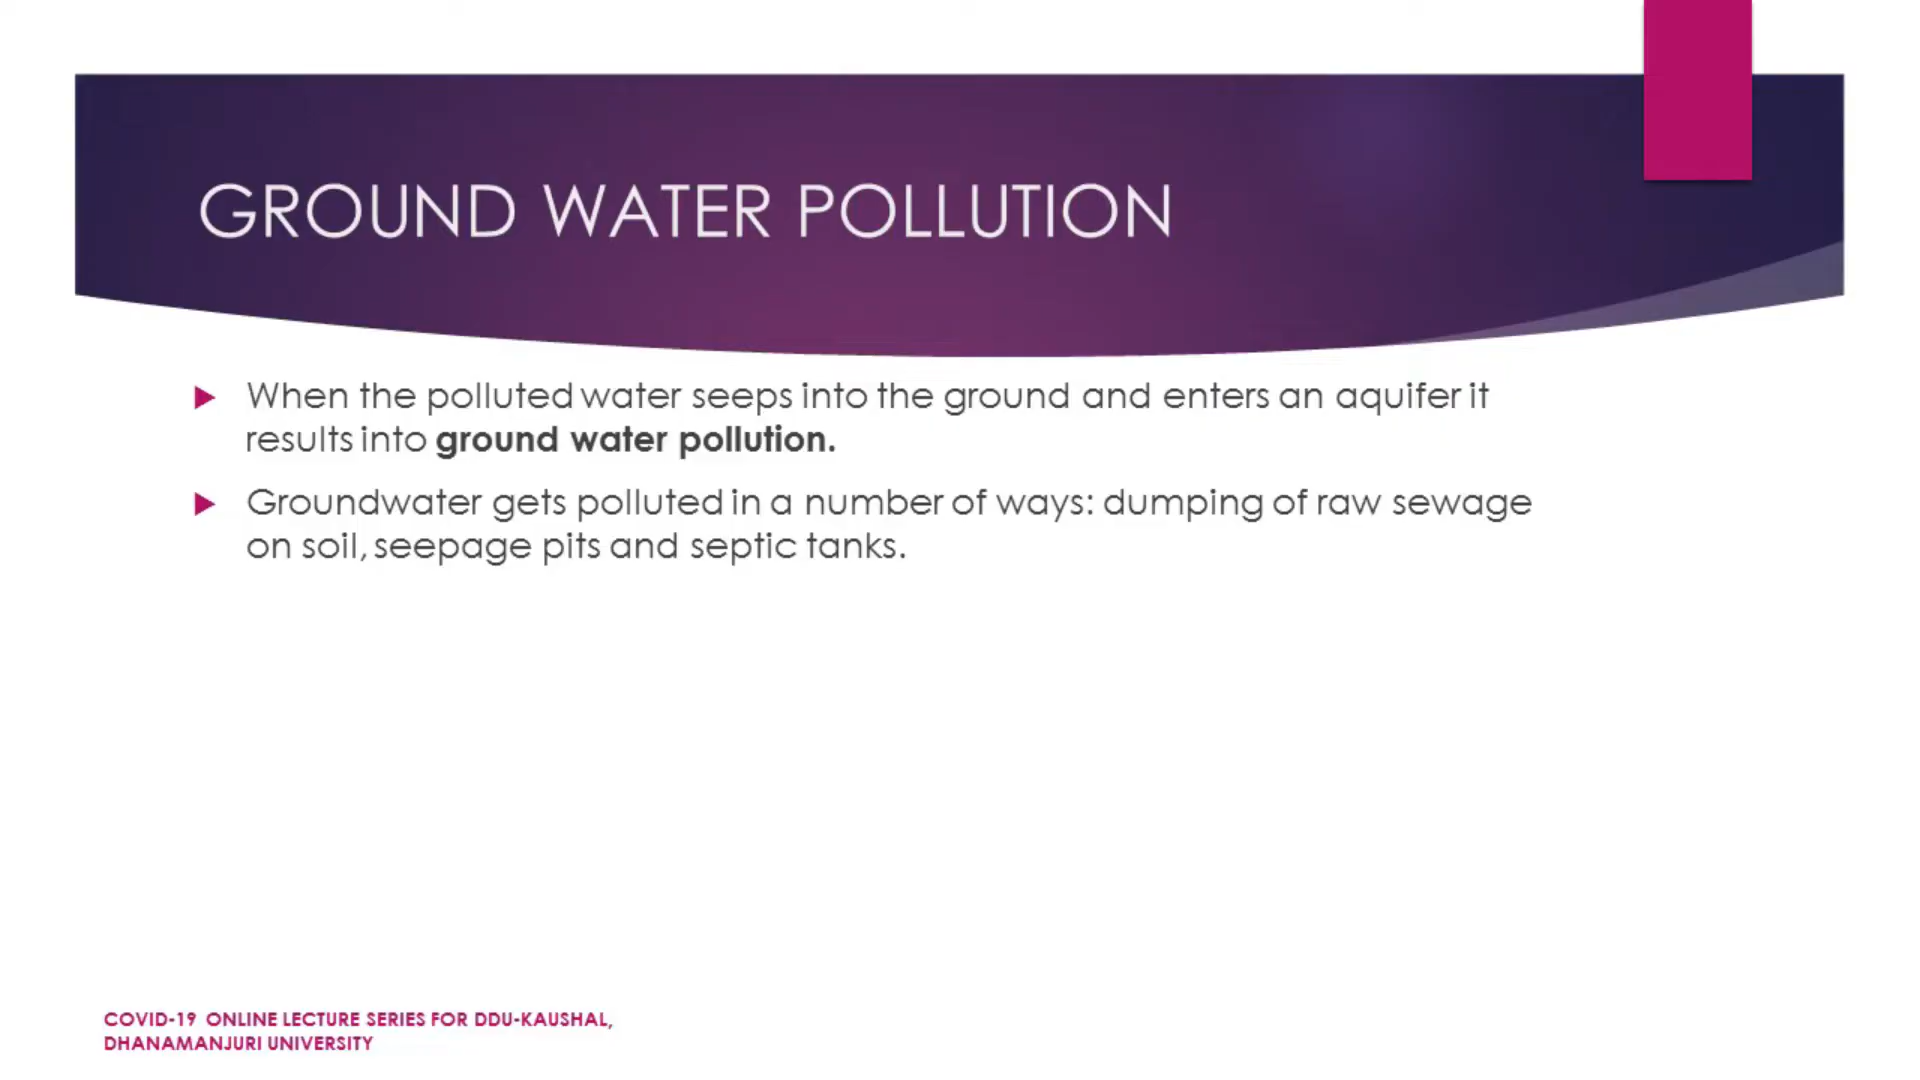 GROUND WATER POLLUTION
When the polluted water seeps into the ground and enters an aquifer it
results into ground water pollution.
Groundwater gets polluted in a number of ways: dumping of raw sewage
on soil, seepage pits and septic tanks.
COVID-19 ONLINE LECTURE SERIES FOR DDU-KAUSHAL,
DHANAMANJURI UNIVERSITY